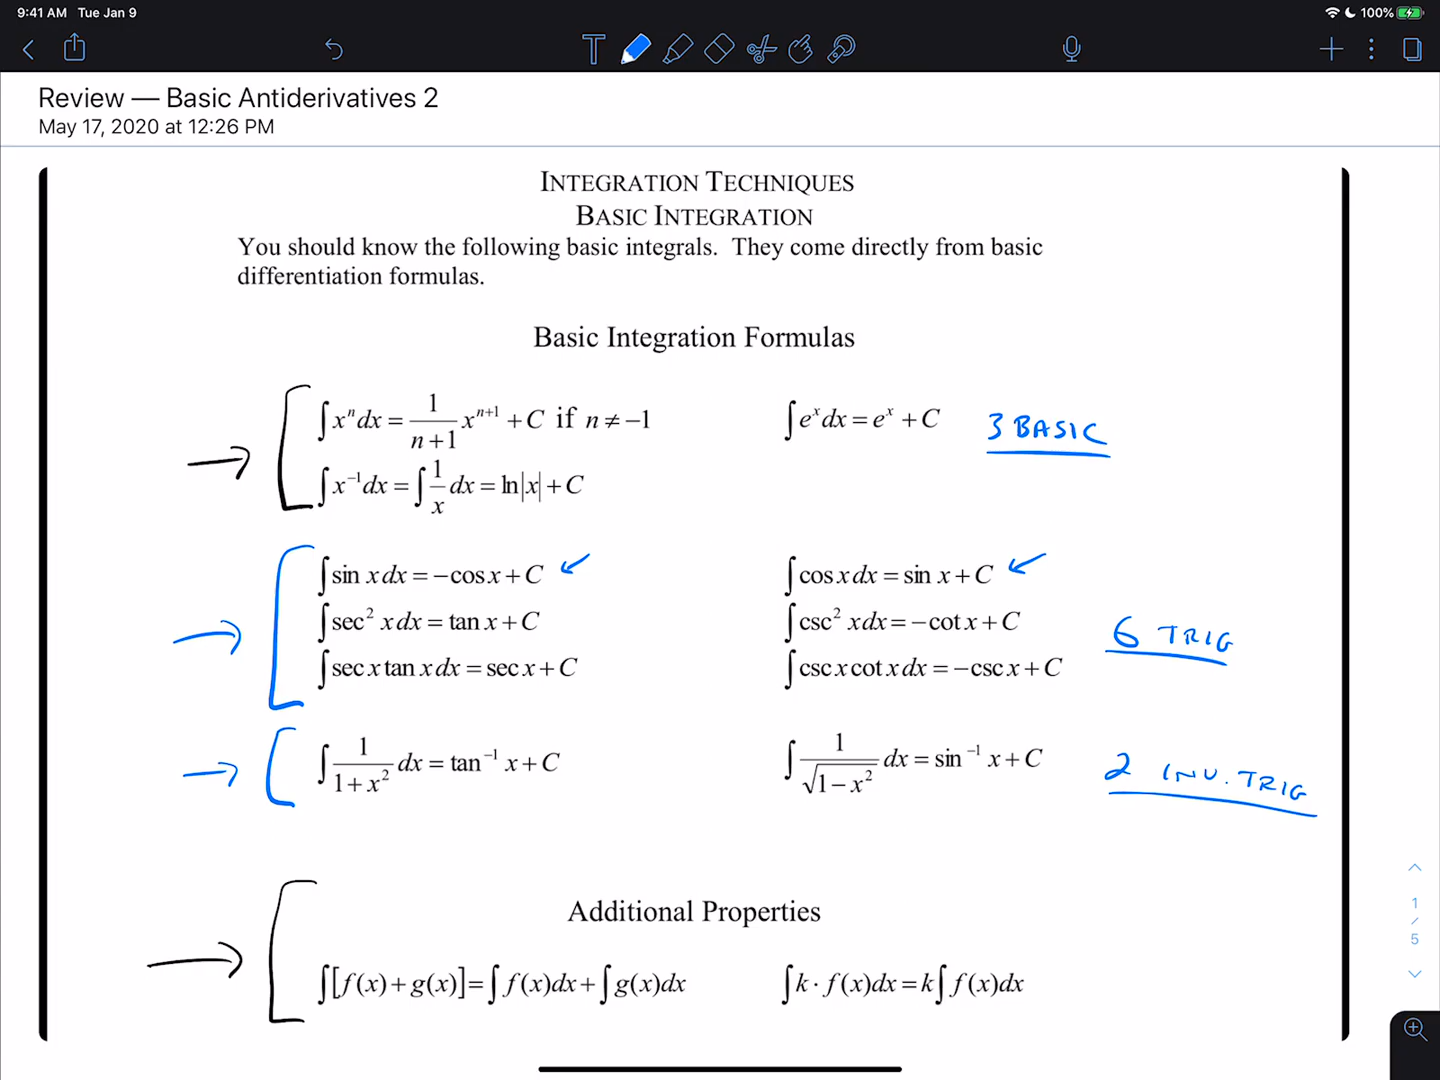 9:41 AM Tue Jan 9 100%
Review — Basic Antiderivatives 2
May 17, 2020 at 12:26 PM
INTEGRATION TECHNIQUES
BASIC INTEGRATION
You should know the following basic integrals. They come directly from basic
differentiation formulas.
Basic Integration Formulas
∫xⁿdx = 1/(n+1) xⁿ⁺¹ + C if n ≠ −1 ∫eˣdx = eˣ + C 3 BASIC
∫x⁻¹dx = ∫1/x dx = ln|x| + C
∫sin x dx = −cos x + C ∫cos x dx = sin x + C
∫sec² x dx = tan x + C ∫csc² x dx = −cot x + C 6 TRIG
∫sec x tan x dx = sec x + C ∫csc x cot x dx = −csc x + C
∫1/(1+x²) dx = tan⁻¹ x + C ∫1/√(1−x²) dx = sin⁻¹ x + C 2 INV. TRIG
Additional Properties
∫[f(x) + g(x)] = ∫f(x)dx + ∫g(x)dx ∫k · f(x)dx = k∫f(x)dx
1
/
5